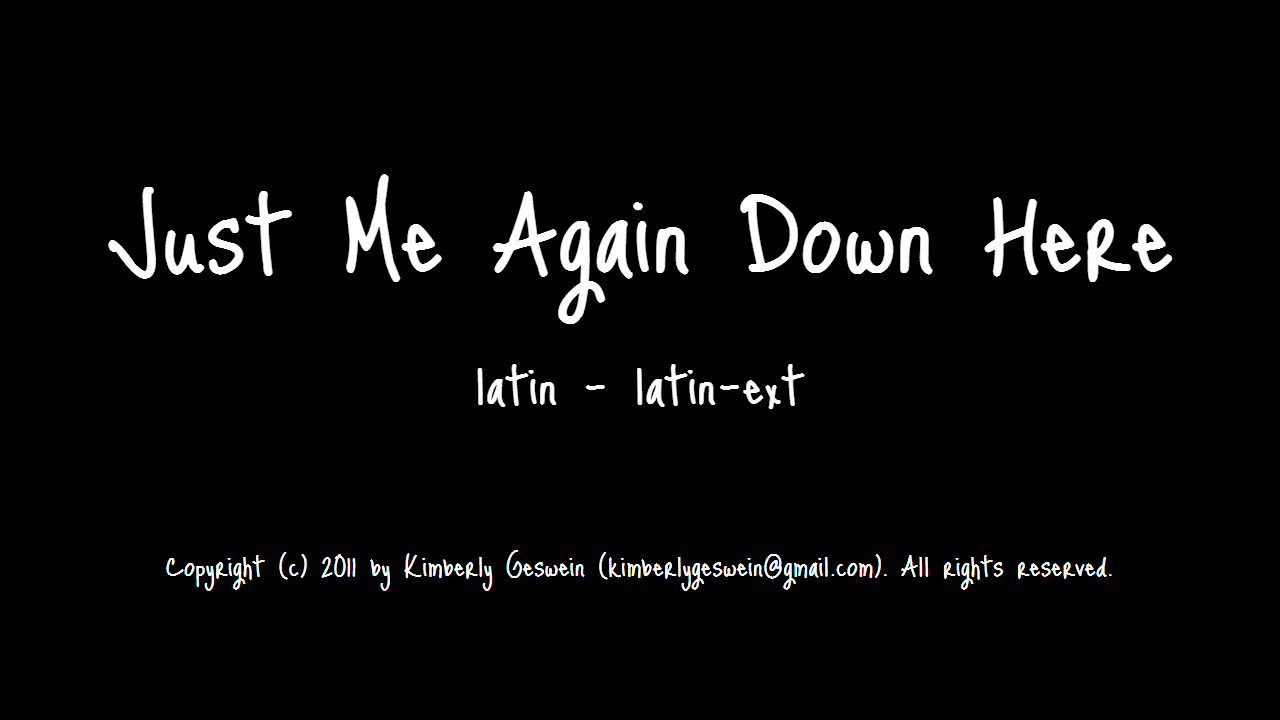 Just Me Again Down Here
latin - latin-ext
Copyright (c) 2011 by Kimberly Geswein (kimberlygeswein@gmail.com). All rights reserved.